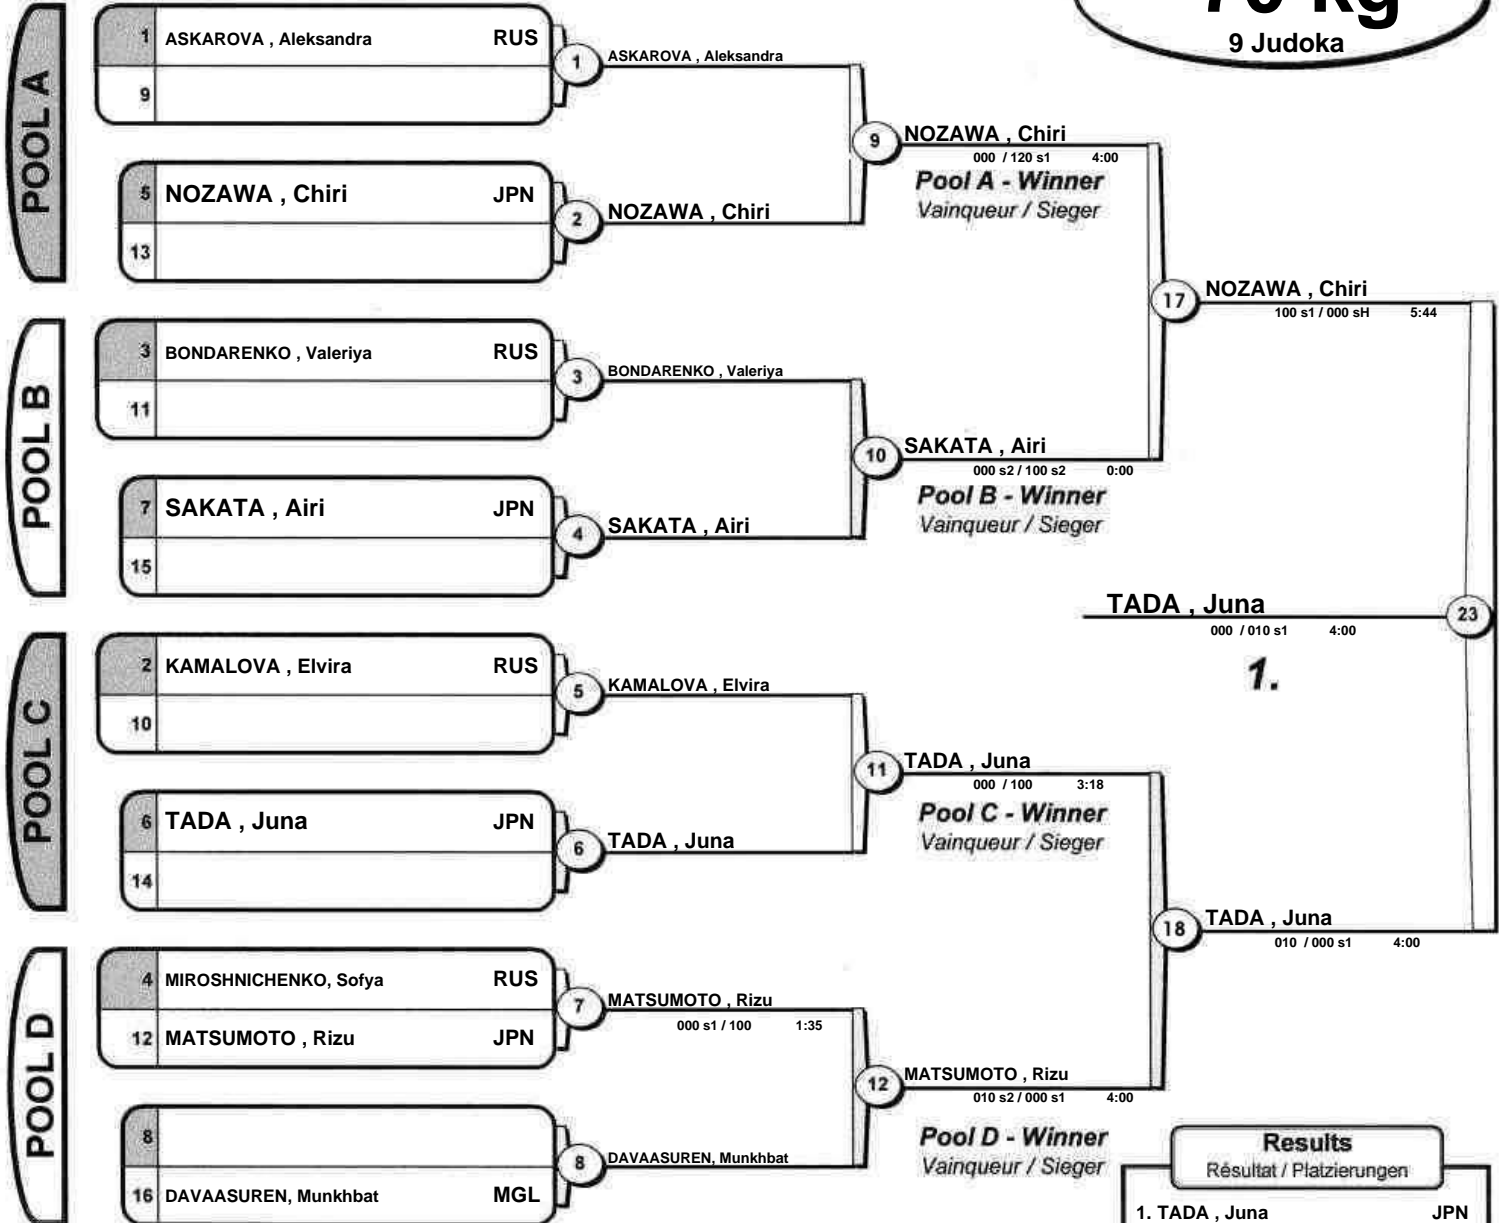 70 kg
9 Judoka
POOL A
1 ASKAROVA , Aleksandra RUS
9
1 ASKAROVA , Aleksandra
5 NOZAWA , Chiri JPN
13
2 NOZAWA , Chiri
9 NOZAWA , Chiri
000 / 120 s1 4:00
Pool A - Winner
Vainqueur / Sieger
POOL B
3 BONDARENKO , Valeriya RUS
11
3 BONDARENKO , Valeriya
7 SAKATA , Airi JPN
15
4 SAKATA , Airi
10 SAKATA , Airi
000 s2 / 100 s2 0:00
Pool B - Winner
Vainqueur / Sieger
17 NOZAWA , Chiri
100 s1 / 000 sH 5:44
TADA , Juna 23
000 / 010 s1 4:00
1.
POOL C
2 KAMALOVA , Elvira RUS
10
5 KAMALOVA , Elvira
6 TADA , Juna JPN
14
6 TADA , Juna
11 TADA , Juna
000 / 100 3:18
Pool C - Winner
Vainqueur / Sieger
POOL D
4 MIROSHNICHENKO, Sofya RUS
12 MATSUMOTO , Rizu JPN
7 MATSUMOTO , Rizu
000 s1 / 100 1:35
8
16 DAVAASUREN, Munkhbat MGL
8 DAVAASUREN, Munkhbat
12 MATSUMOTO , Rizu
010 s2 / 000 s1 4:00
Pool D - Winner
Vainqueur / Sieger
18 TADA , Juna
010 / 000 s1 4:00
Results
Résultat / Platzierungen
1. TADA , Juna JPN